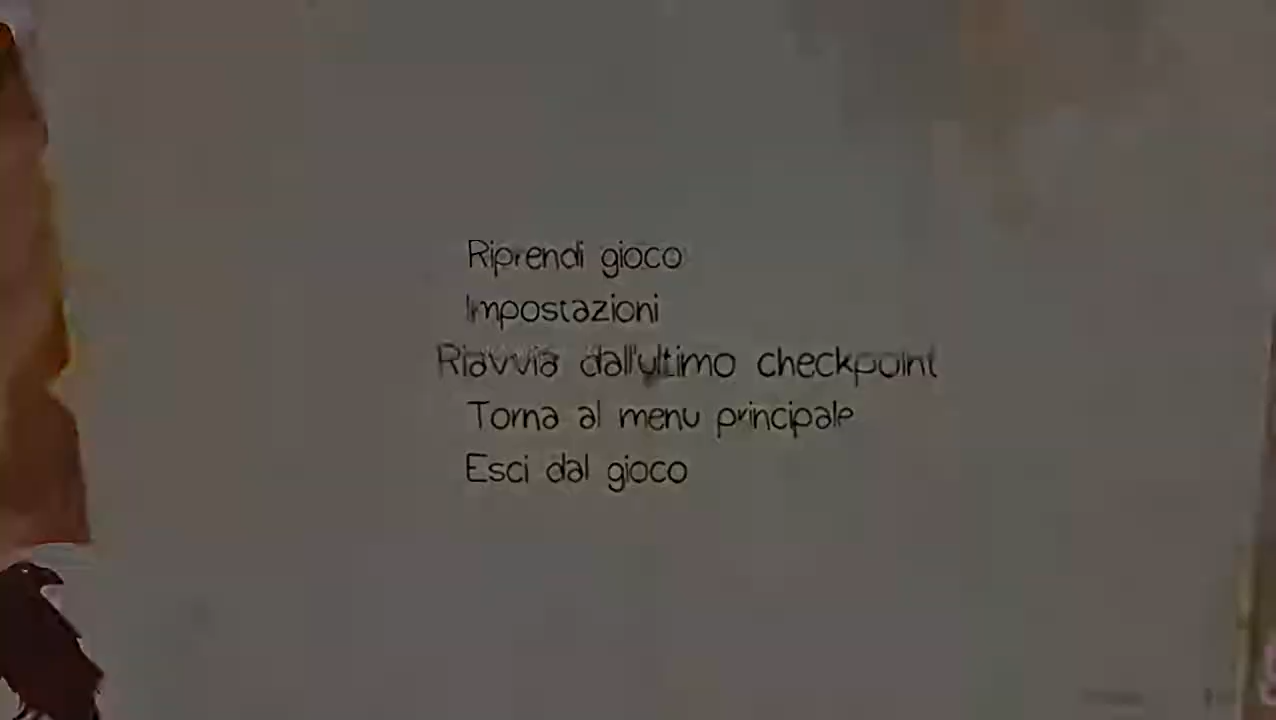 Riprendi gioco
Impostazioni
Riavvia dall'ultimo checkpoint
Torna al menu principale
Esci dal gioco